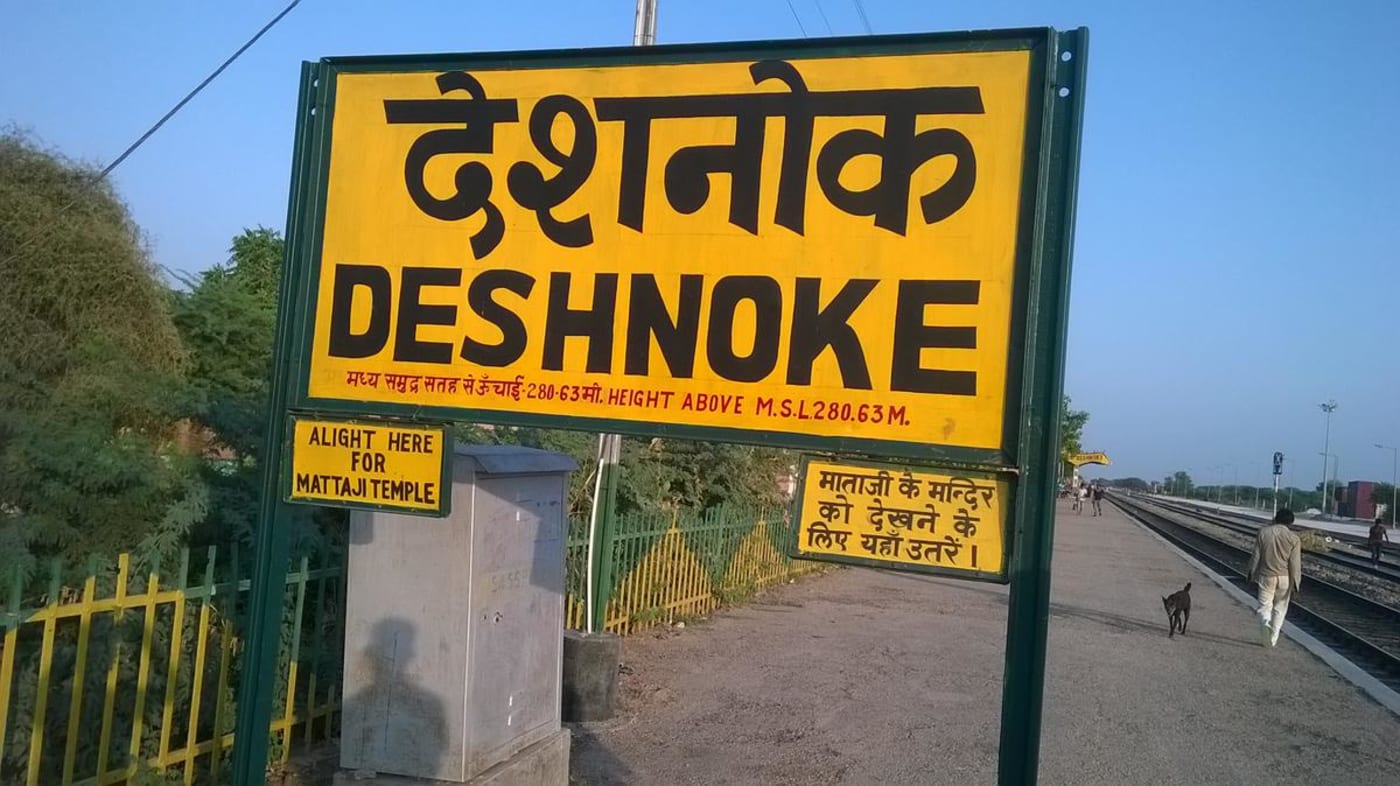 देशनोक
DESHNOKE
मध्य समुद्र सतह से ऊँचाई-280-63मी. HEIGHT ABOVE M.S.L.280.63M.
ALIGHT HERE
FOR
MATTAJI TEMPLE
माताजी के मन्दिर
को देखने के
लिए यहाँ उतरें।
DESHNOKE